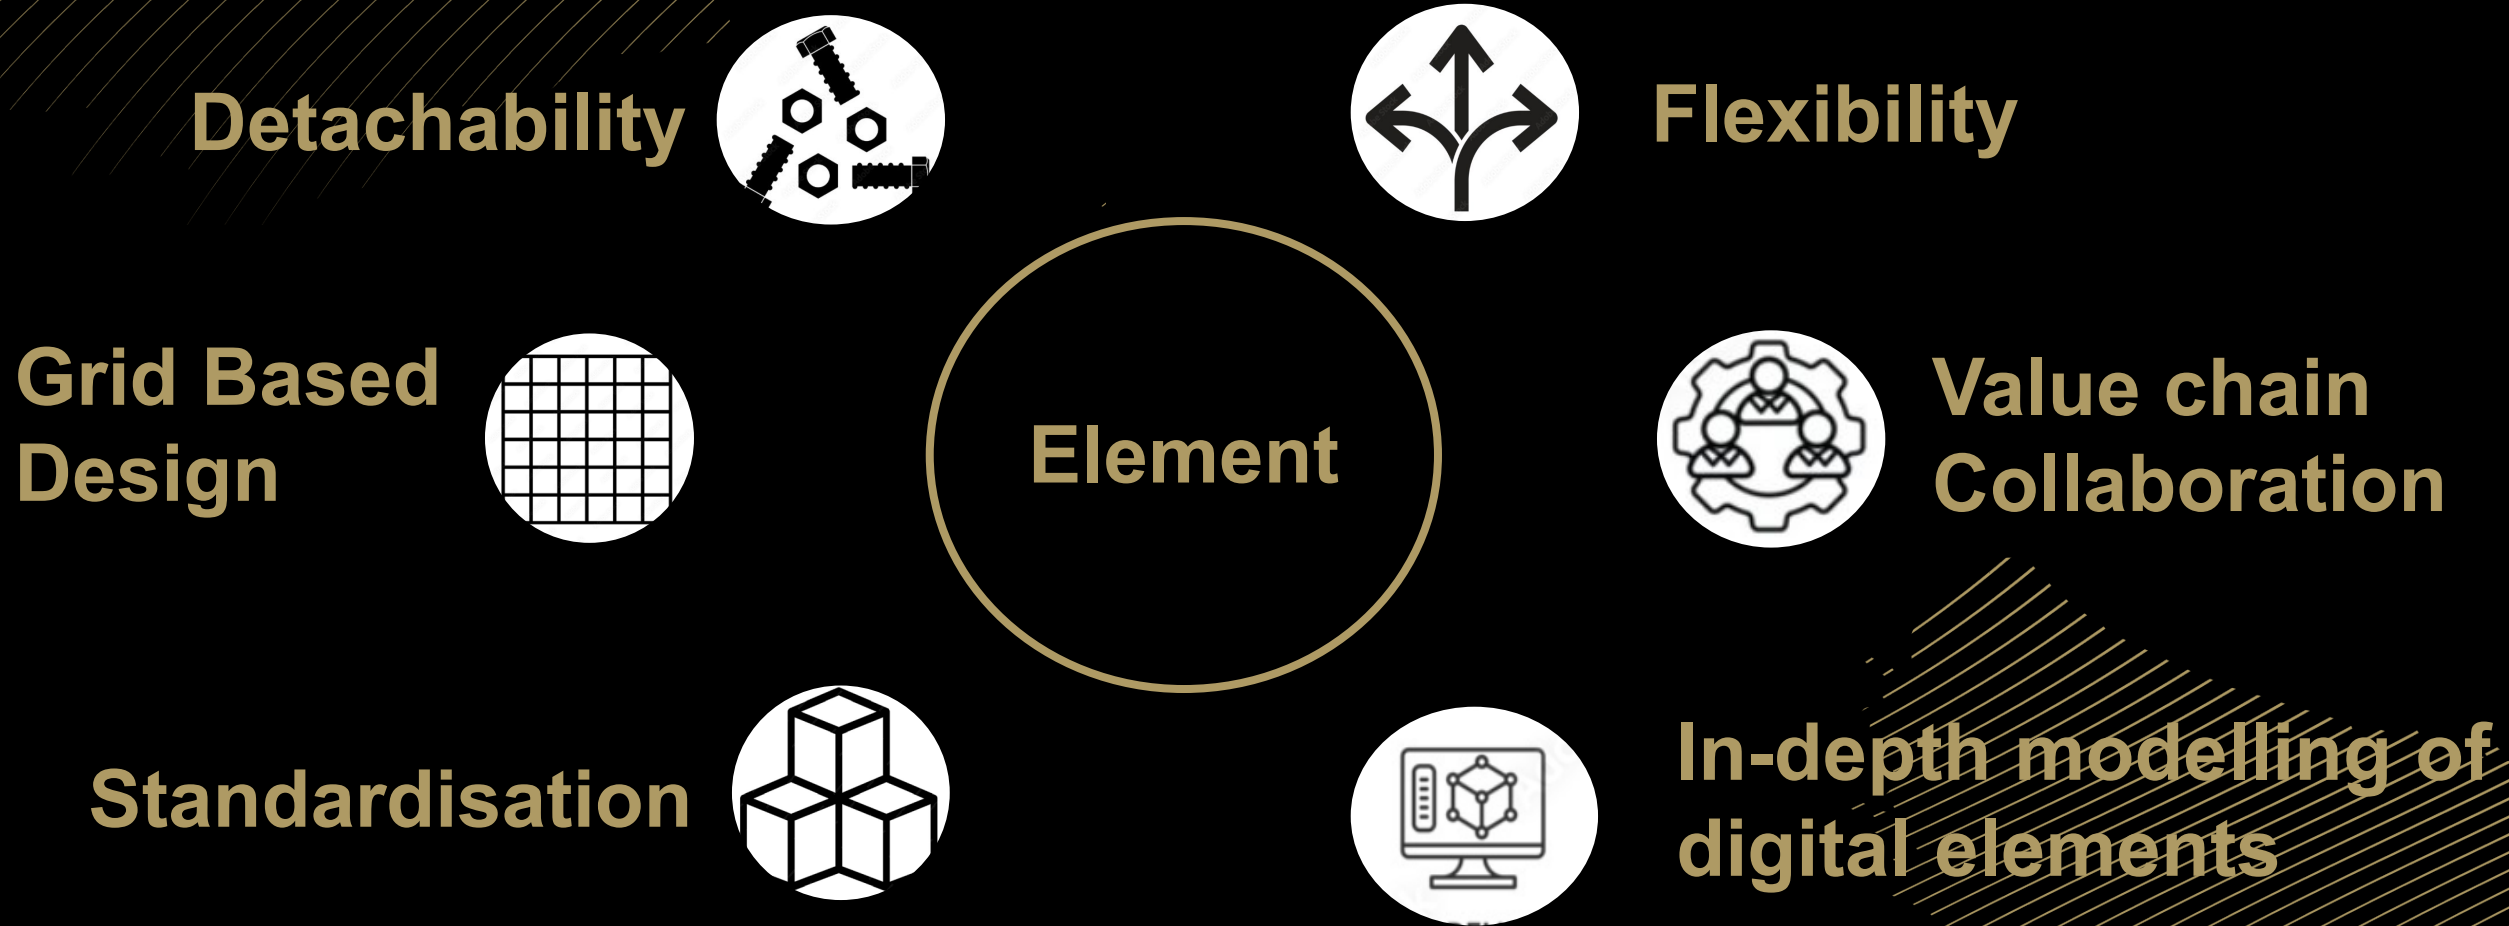 Detachability
Flexibility
Grid Based
Design
Element
Value chain
Collaboration
Standardisation
In-depth modelling of
digital elements